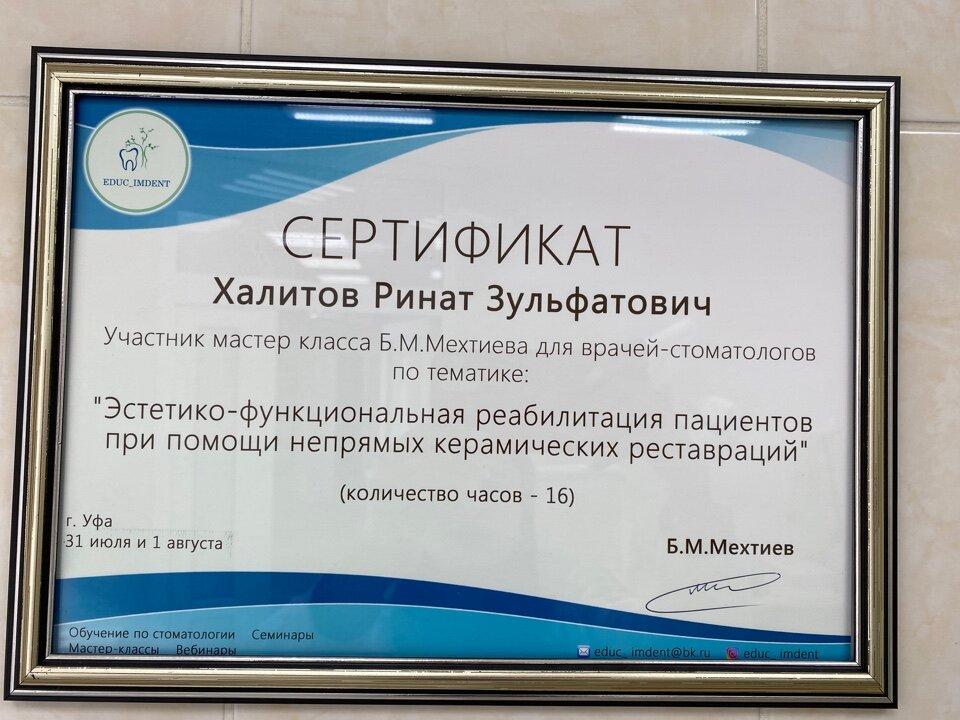 EDUC_IMDENT
СЕРТИФИКАТ
Халитов Ринат Зульфатович
Участник мастер класса Б.М.Мехтиева для врачей-стоматологов
по тематике:
"Эстетико-функциональная реабилитация пациентов
при помощи непрямых керамических реставраций"
(количество часов - 16)
г. Уфа
31 июля и 1 августа
Б.М.Мехтиев
Обучение по стоматологии Семинары
Мастер-классы Вебинары
educ_imdent@bk.ru educ_imdent